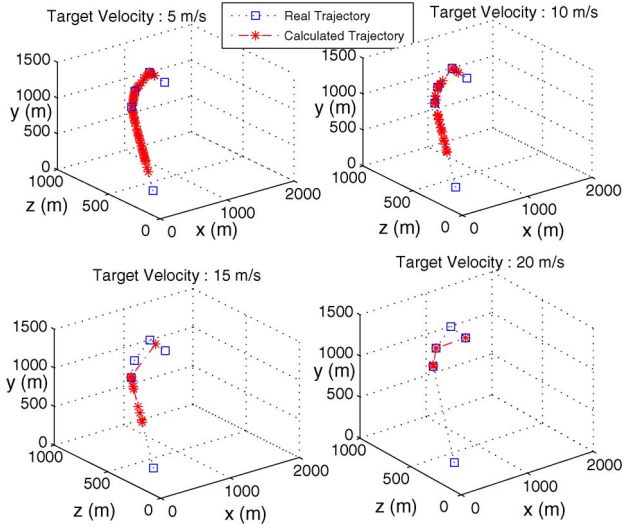 Target Velocity : 5 m/s
Real Trajectory
Calculated Trajectory
Target Velocity : 10 m/s
1500
1000
500
0
y (m)
1000
500
0
z (m)
0
1000
2000
x (m)
1500
1000
500
0
y (m)
1000
500
0
z (m)
0
1000
2000
x (m)
Target Velocity : 15 m/s
Target Velocity : 20 m/s
1500
1000
500
0
y (m)
1000
500
0
z (m)
0
1000
2000
x (m)
1500
1000
500
0
y (m)
1000
500
0
z (m)
0
1000
2000
x (m)